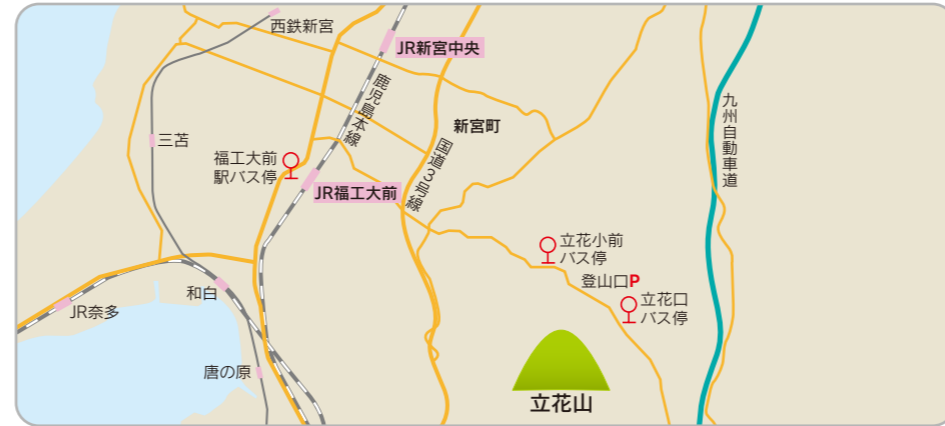 西鉄新宮
JR新宮中央
鹿児島本線
三苫
福工大前
駅バス停
JR福工大前
新宮町
国道3号線
九州自動車道
立花小前
バス停
登山口P
立花口
バス停
和白
JR奈多
唐の原
立花山